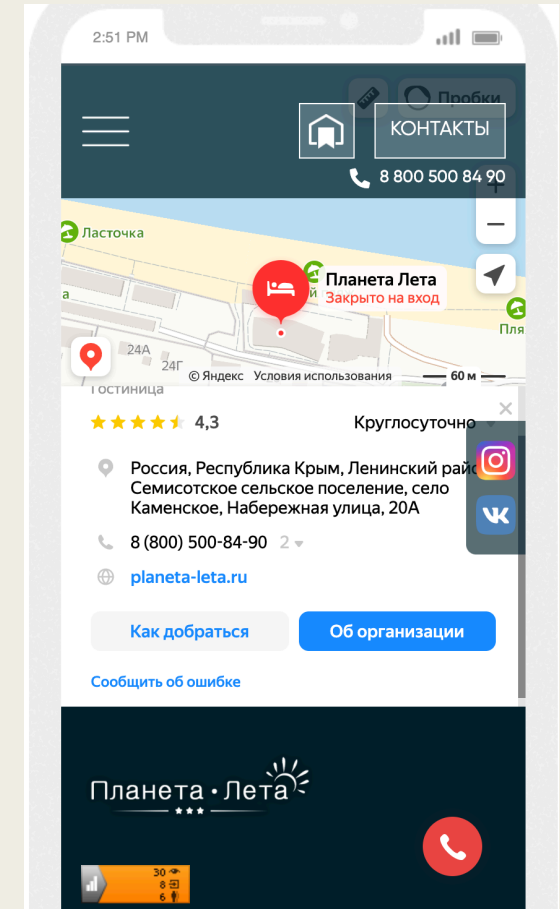 2:51 PM
Пробки
КОНТАКТЫ
8 800 500 84 90
+
Ласточка
Планета Лета
Закрыто на вход
Пля
а
й
24А
24Г
© Яндекс Условия использования
60 м
Гостиница
4,3
Круглосуточно
Россия, Республика Крым, Ленинский райо
Семисотское сельское поселение, село
Каменское, Набережная улица, 20А
8 (800) 500-84-90 2
planeta-leta.ru
Как добраться
Об организации
Сообщить об ошибке
Планета · Лета
30
8
6